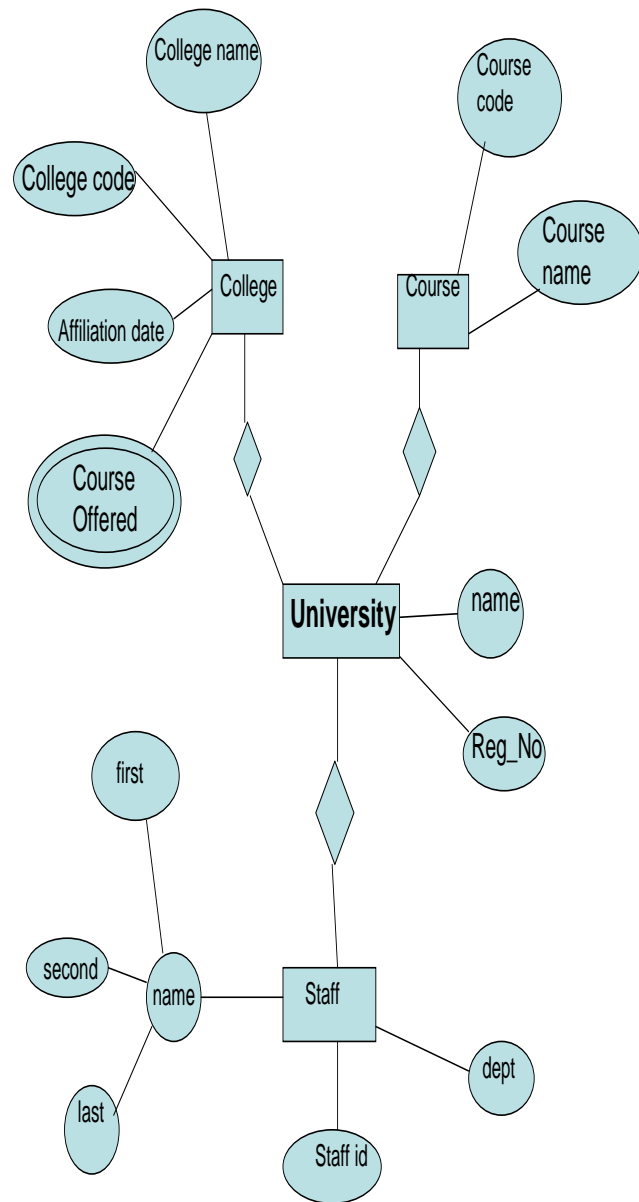 College name
Course
code
College code
Course
name
College
Course
Affiliation date
Course
Offered
University
name
Reg_No
first
second
name
Staff
dept
last
Staff id